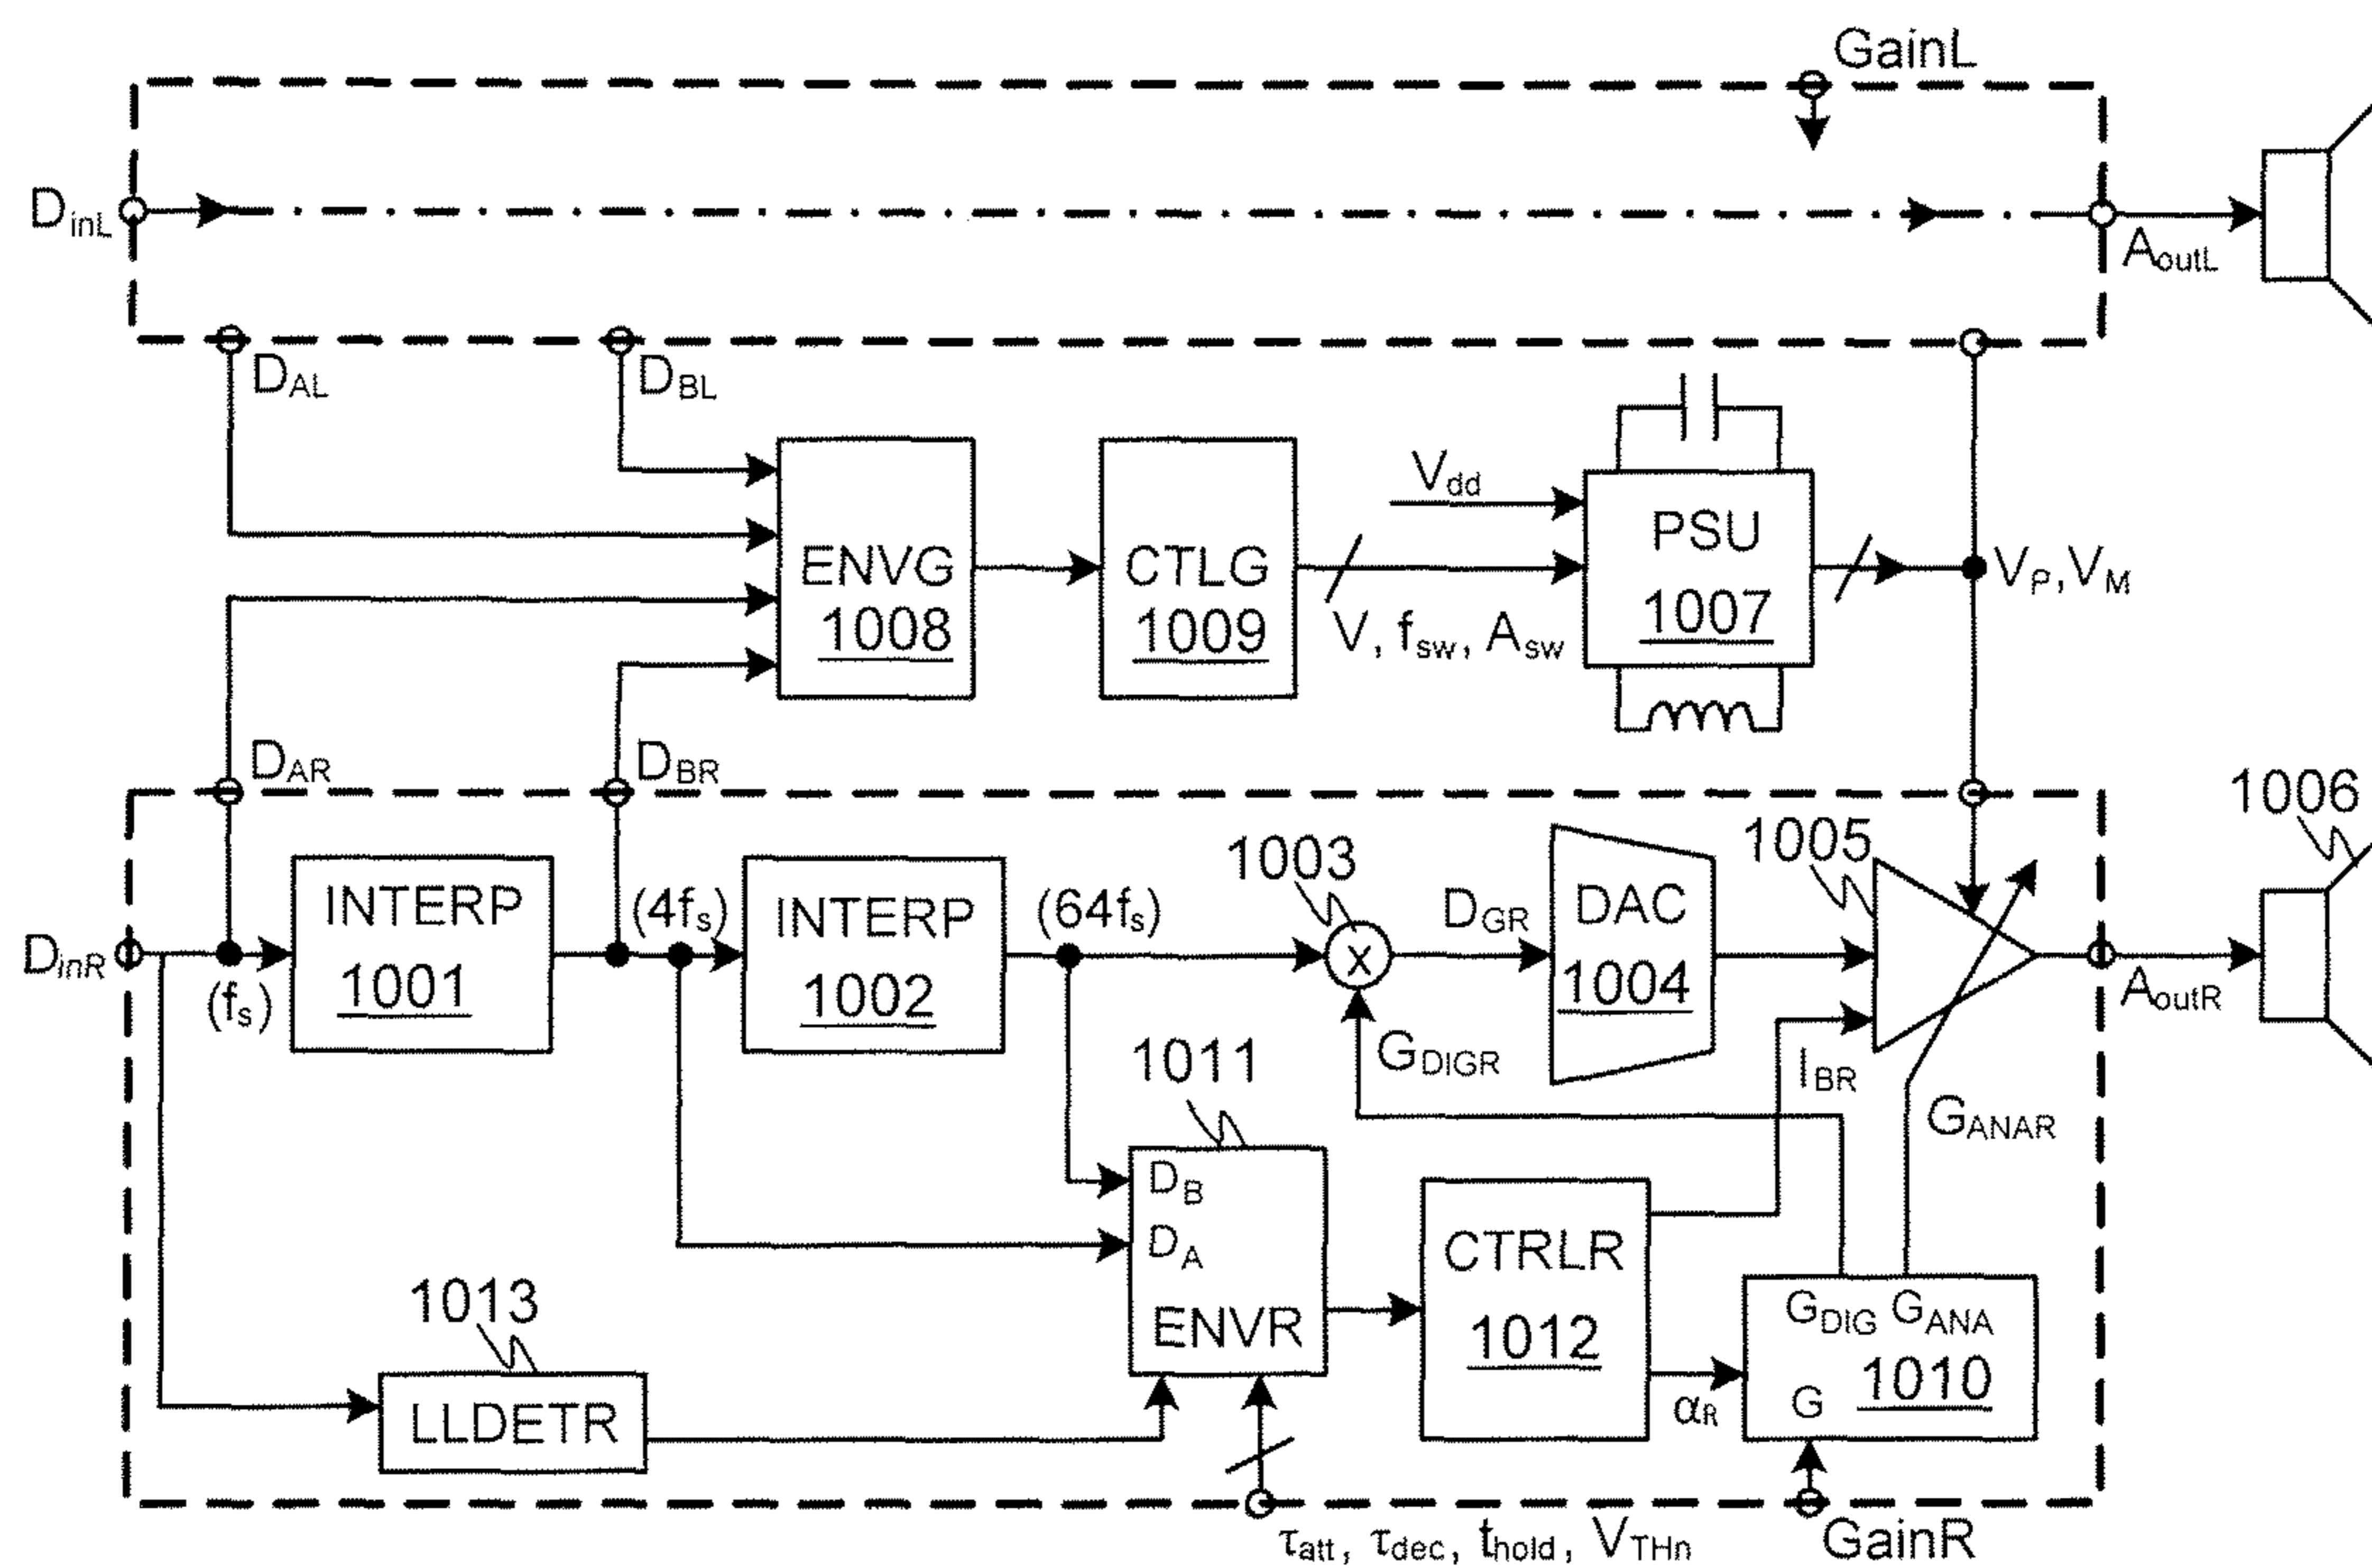 GainL
DinL
AoutL
DAL
DBL
Vdd
PSU
1007
ENVG
1008
CTLG
1009
V, fsw, Asw
VP, VM
DAR
DBR
1006
1003
1005
INTERP
1001
(4fs)
INTERP
1002
(64fs)
DGR
DAC
1004
DinR
(fs)
AoutR
1011
GDIGR
IBR
GANAR
DB
DA
ENVR
CTRLR
1012
1013
LLDETR
GDIG GANA
1010
G
αR
τatt, τdec, thold, VTHn
GainR
x